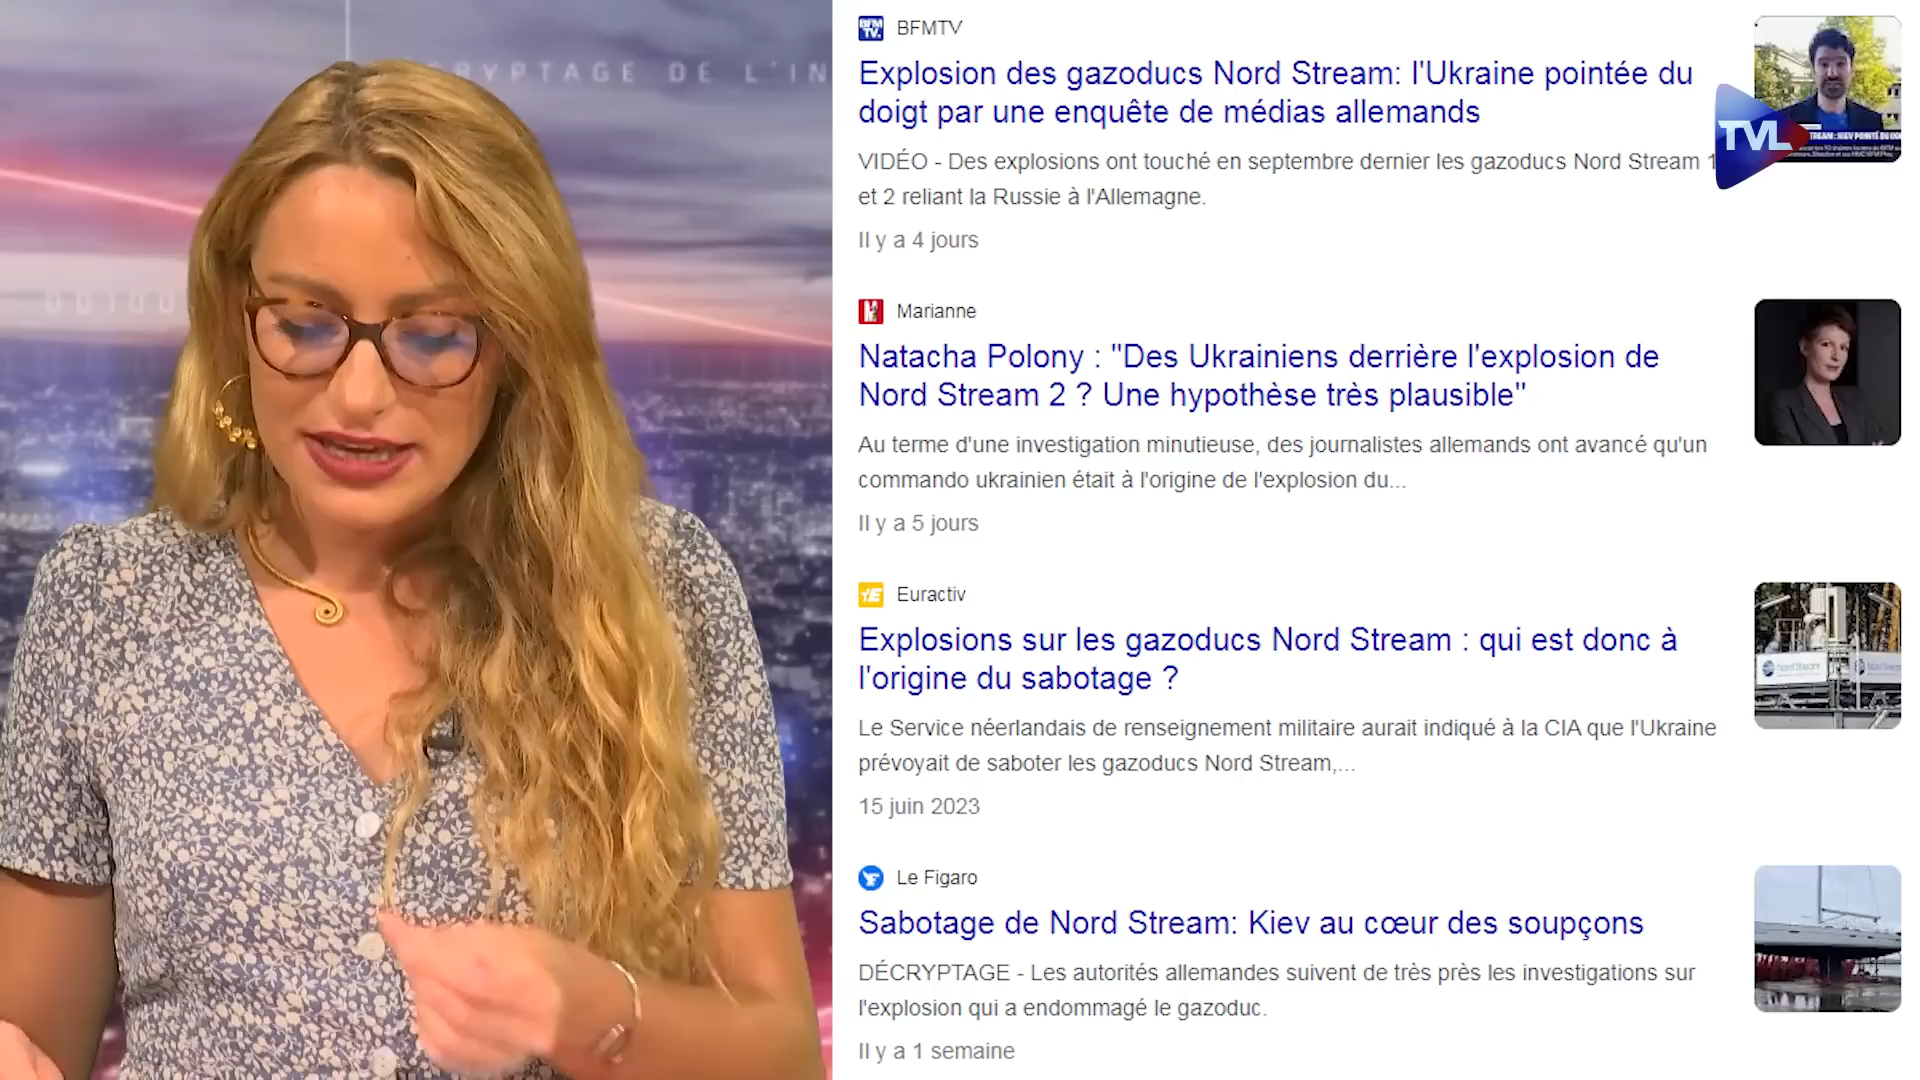 CRYPTAGE DE L'IN
BFMTV
Explosion des gazoducs Nord Stream: l'Ukraine pointée du
doigt par une enquête de médias allemands
VIDÉO - Des explosions ont touché en septembre dernier les gazoducs Nord Stream 1
et 2 reliant la Russie à l'Allemagne.
Il y a 4 jours
TVL
Marianne
Natacha Polony : "Des Ukrainiens derrière l'explosion de
Nord Stream 2 ? Une hypothèse très plausible"
Au terme d'une investigation minutieuse, des journalistes allemands ont avancé qu'un
commando ukrainien était à l'origine de l'explosion du...
Il y a 5 jours
Euractiv
Explosions sur les gazoducs Nord Stream : qui est donc à
l'origine du sabotage ?
Le Service néerlandais de renseignement militaire aurait indiqué à la CIA que l'Ukraine
prévoyait de saboter les gazoducs Nord Stream,...
15 juin 2023
Le Figaro
Sabotage de Nord Stream: Kiev au cœur des soupçons
DÉCRYPTAGE - Les autorités allemandes suivent de très près les investigations sur
l'explosion qui a endommagé le gazoduc.
Il y a 1 semaine